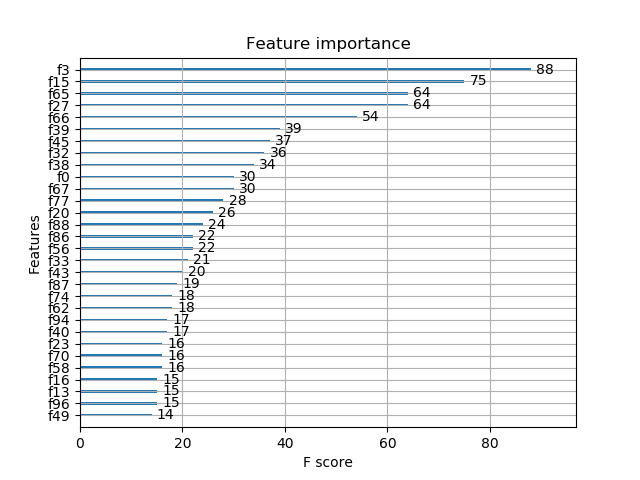 Feature importance
f3 88
f15 75
f65 64
f27 64
f66 54
f39 39
f45 37
f32 36
f38 34
f0 30
f67 30
f77 28
f20 26
f88 24
f86 22
f56 22
f33 21
f43 20
f87 19
f74 18
f62 18
f94 17
f40 17
f23 16
f70 16
f58 16
f16 15
f13 15
f96 15
f49 14
0 20 40 60 80
F score
Features